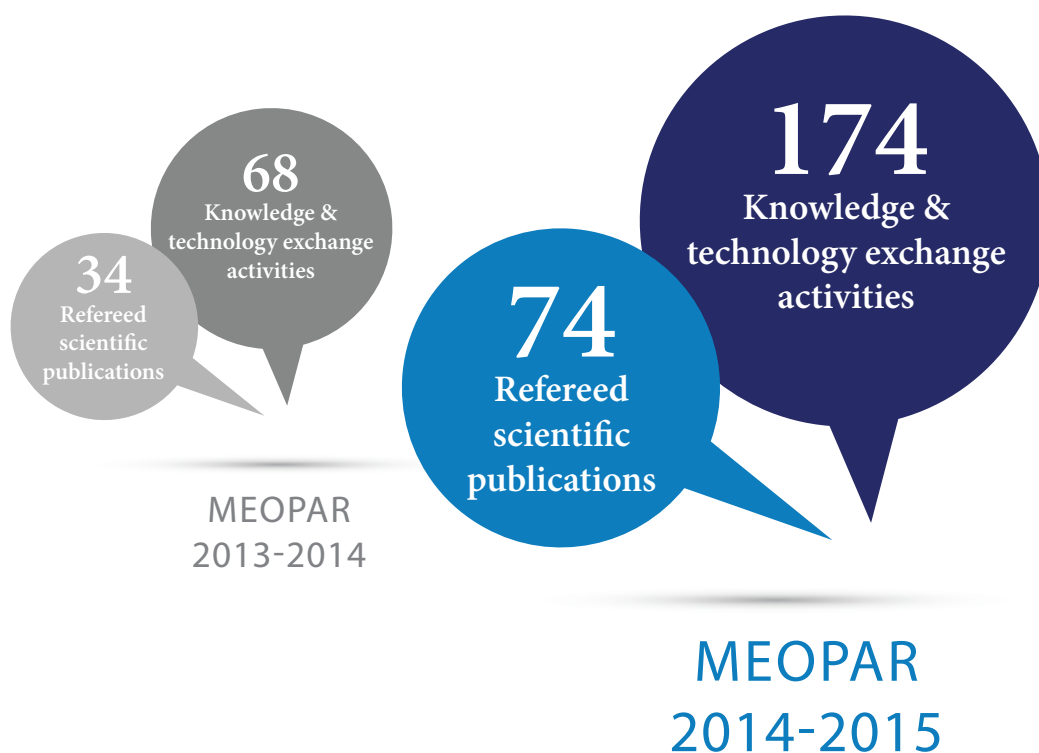 68
Knowledge &
technology exchange
activities
34
Refereed
scientific
publications
MEOPAR
2013-2014
174
Knowledge &
technology exchange
activities
74
Refereed
scientific
publications
MEOPAR
2014-2015